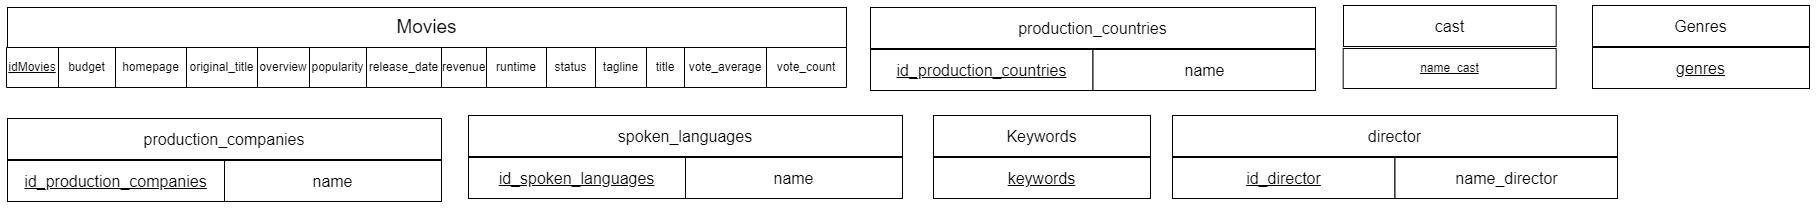 Movies
idMovies budget homepage original_title overview popularity release_date revenue runtime status tagline title vote_average vote_count
production_countries
id_production_countries name
cast
name_cast
Genres
genres
production_companies
id_production_companies name
spoken_languages
id_spoken_languages name
Keywords
keywords
director
id_director name_director